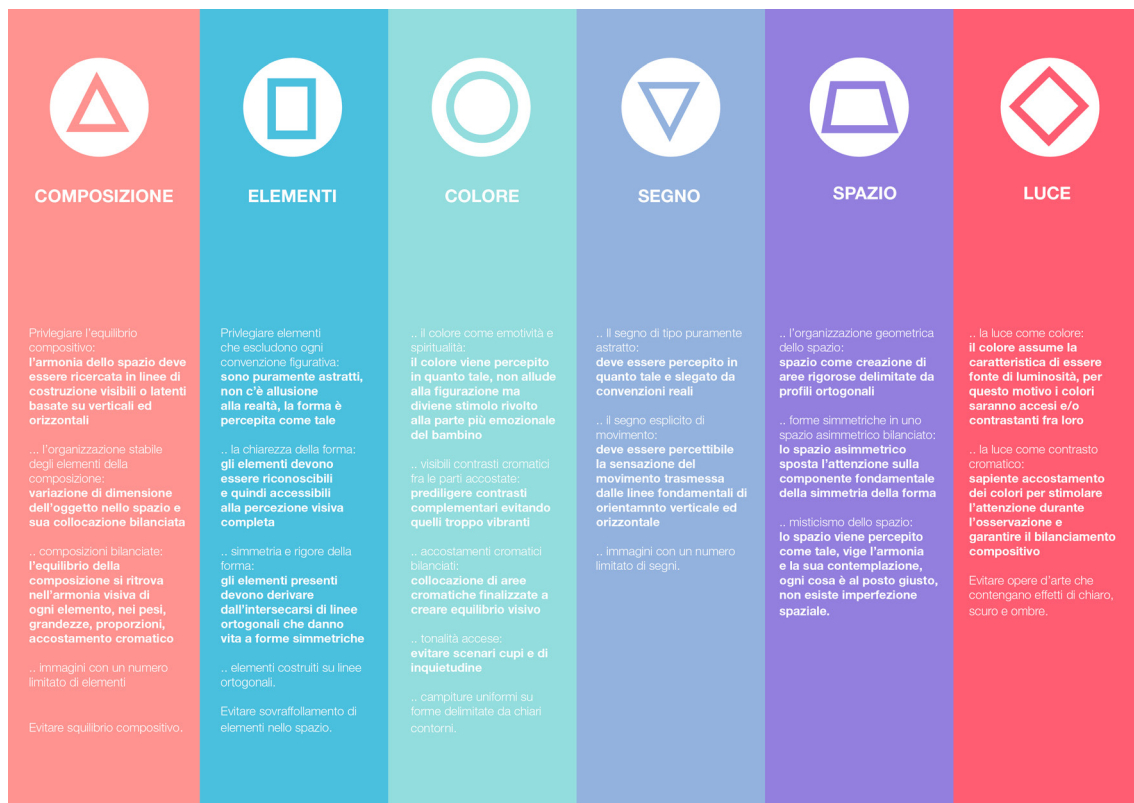 COMPOSIZIONE
Privlegiare l'equilibrio
compositivo:
l'armonia dello spazio deve
essere ricercata in linee di
costruzione visibili o latenti
basate su verticali ed
orizzontali
... l'organizzazione stabile
degli elementi della
composizione:
variazione di dimensione
dell'oggetto nello spazio e
sua collocazione bilanciata
.. composizioni bilanciate:
l'equilibrio della
composizione si ritrova
nell'armonia visiva di
ogni elemento, nei pesi,
grandezze, proporzioni,
accostamento cromatico
.. immagini con un numero
limitato di elementi
Evitare squilibrio compositivo.
ELEMENTI
Privlegiare elementi
che escludono ogni
convenzione figurativa:
sono puramente astratti,
non c'è allusione
alla realtà, la forma è
percepita come tale
.. la chiarezza della forma:
gli elementi devono
essere riconoscibili
e quindi accessibili
alla percezione visiva
completa
.. simmetria e rigore della
forma:
gli elementi presenti
devono derivare
dall'intersecarsi di linee
ortogonali che danno
vita a forme simmetriche
.. elementi costruiti su linee
ortogonali.
Evitare sovraffollamento di
elementi nello spazio.
COLORE
.. il colore come emotività e
spiritualità:
il colore viene percepito
in quanto tale, non allude
alla figurazione ma
diviene stimolo rivolto
alla parte più emozionale
del bambino
.. visibili contrasti cromatici
fra le parti accostate:
prediligere contrasti
complementari evitando
quelli troppo vibranti
.. accostamenti cromatici
bilanciati:
collocazione di aree
cromatiche finalizzate a
creare equilibrio visivo
.. tonalità accese:
evitare scenari cupi e di
inquietudine
.. campiture uniformi su
forme delimitate da chiari
contorni.
SEGNO
.. Il segno di tipo puramente
astratto:
deve essere percepito in
quanto tale e slegato da
convenzioni reali
.. il segno esplicito di
movimento:
deve essere percettibile
la sensazione del
movimento trasmessa
dalle linee fondamentali di
orientamnto verticale ed
orizzontale
.. immagini con un numero
limitato di segni.
SPAZIO
.. l'organizzazione geometrica
dello spazio:
spazio come creazione di
aree rigorose delimitate da
profili ortogonali
.. forme simmetriche in uno
spazio asimmetrico bilanciato:
lo spazio asimmetrico
sposta l'attenzione sulla
componente fondamentale
della simmetria della forma
.. misticismo dello spazio:
lo spazio viene percepito
come tale, vige l'armonia
e la sua contemplazione,
ogni cosa è al posto giusto,
non esiste imperfezione
spaziale.
LUCE
.. la luce come colore:
il colore assume la
caratteristica di essere
fonte di luminosità, per
questo motivo i colori
saranno accesi e/o
contrastanti fra loro
.. la luce come contrasto
cromatico:
sapiente accostamento
dei colori per stimolare
l'attenzione durante
l'osservazione e
garantire il bilanciamento
compositivo
Evitare opere d'arte che
contengano effetti di chiaro,
scuro e ombre.